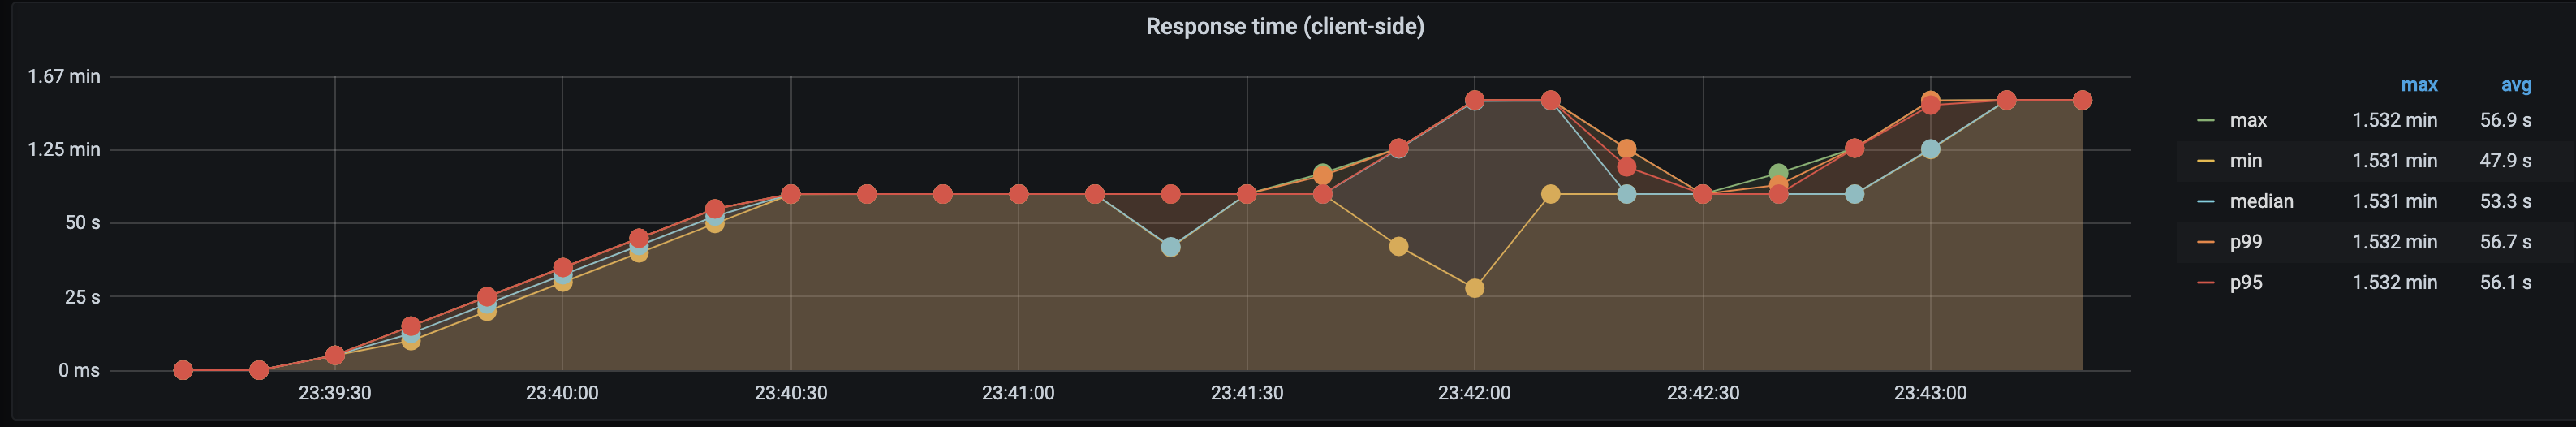 Response time (client-side)
1.67 min
1.25 min
50 s
25 s
0 ms
23:39:30 23:40:00 23:40:30 23:41:00 23:41:30 23:42:00 23:42:30 23:43:00
max avg
max 1.532 min 56.9 s
min 1.531 min 47.9 s
median 1.531 min 53.3 s
p99 1.532 min 56.7 s
p95 1.532 min 56.1 s